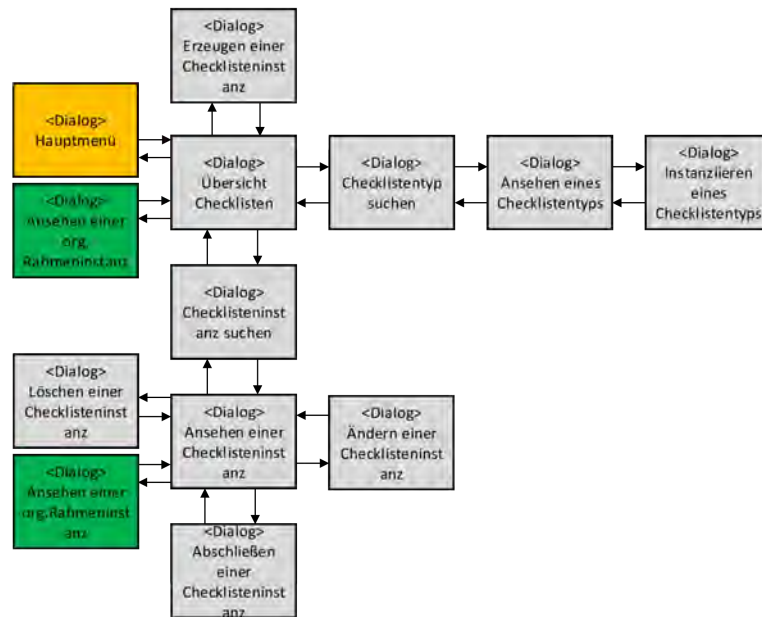 <Dialog>
Erzeugen einer
Checklisteninst
anz
<Dialog>
Hauptmenü
<Dialog>
Übersicht
Checklisten
<Dialog>
Checklistentyp
suchen
<Dialog>
Ansehen eines
Checklistentyps
<Dialog>
Instanziieren
eines
Checklistentyps
<Dialog>
Ansehen einer
org.
Rahmeninstanz
<Dialog>
Checklisteninst
anz suchen
<Dialog>
Löschen einer
Checklisteninst
anz
<Dialog>
Ansehen einer
Checklisteninst
anz
<Dialog>
Ändern einer
Checklisteninst
anz
<Dialog>
Ansehen einer
org.Rahmeninst
anz
<Dialog>
Abschließen
einer
Checklisteninst
anz